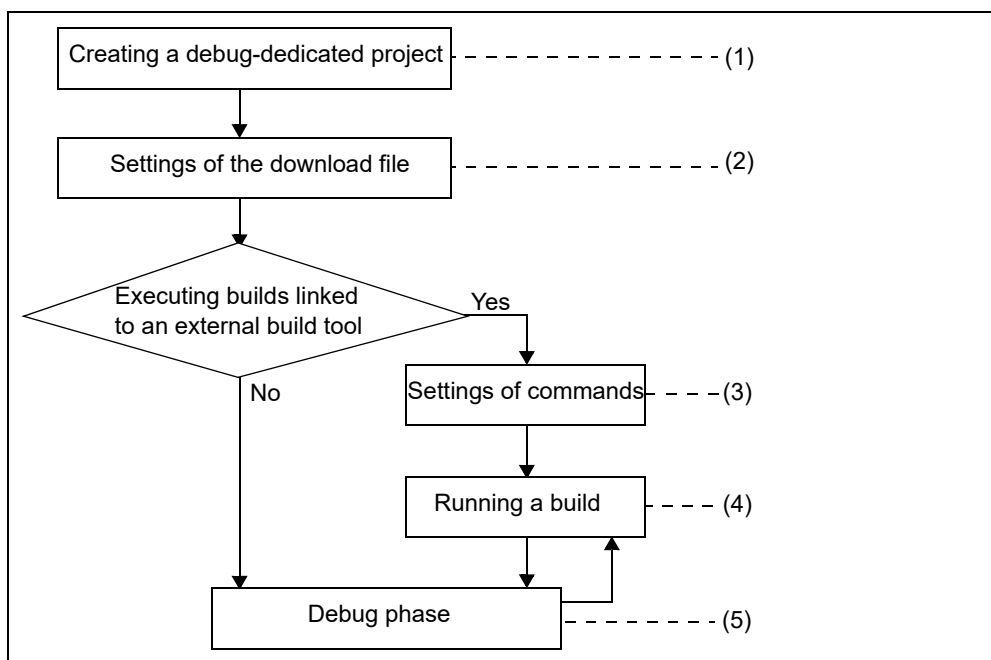 Creating a debug-dedicated project
(1)
Settings of the download file
(2)
Executing builds linked
to an external build tool
Yes
No
Settings of commands
(3)
Running a build
(4)
Debug phase
(5)